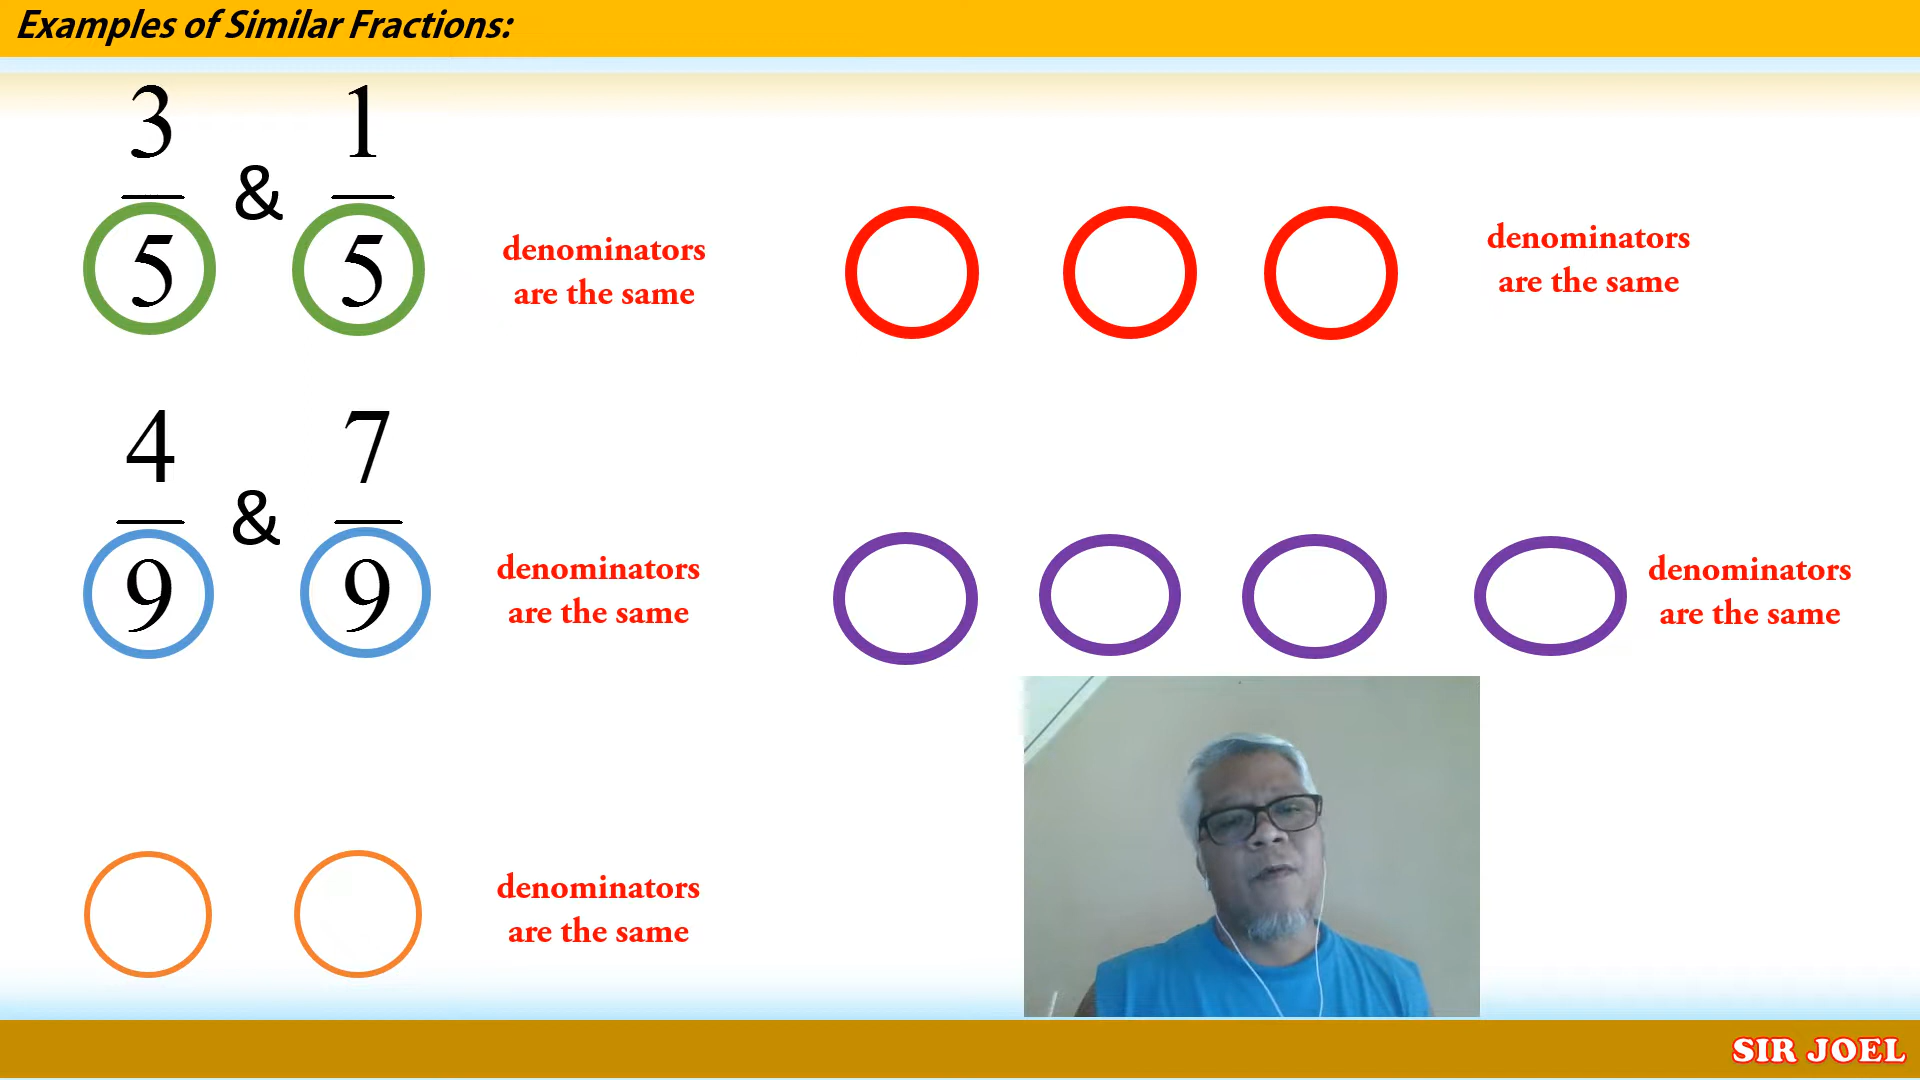 Examples of Similar Fractions:
3 1
&
5 5
denominators
are the same
denominators
are the same
4 7
&
9 9
denominators
are the same
denominators
are the same
denominators
are the same
SIR JOEL